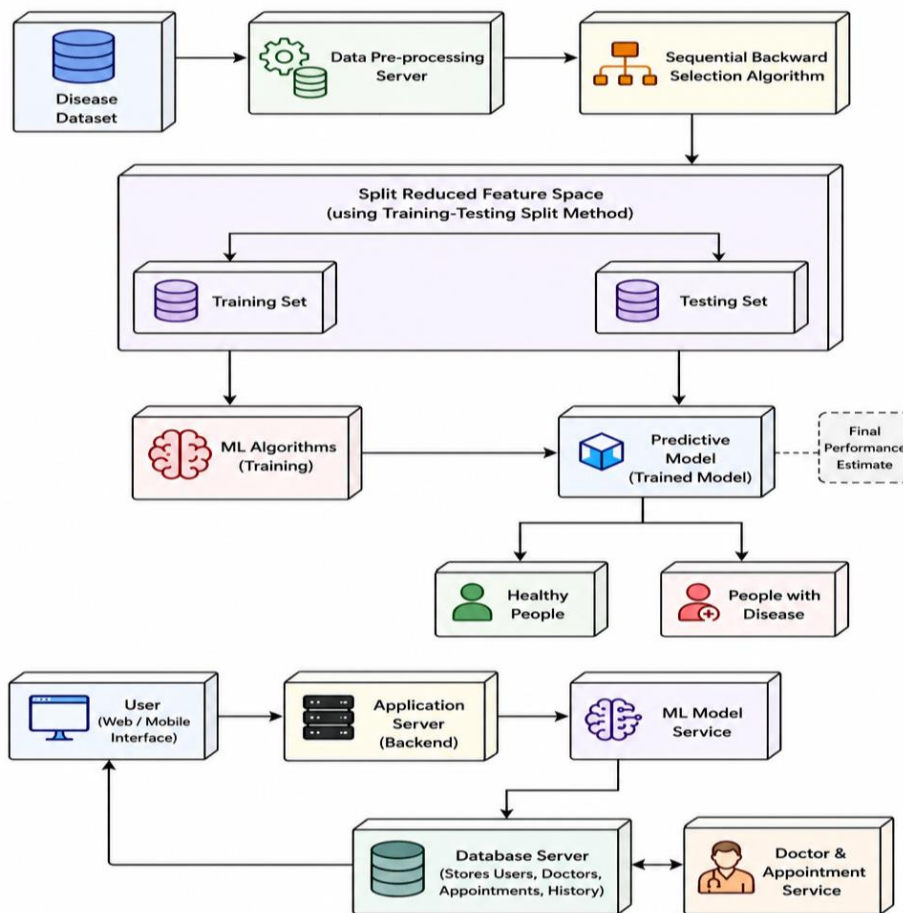 Disease
Dataset
Data Pre-processing
Server
Sequential Backward
Selection Algorithm
Split Reduced Feature Space
(using Training-Testing Split Method)
Training Set
Testing Set
ML Algorithms
(Training)
Predictive
Model
(Trained Model)
Final
Performance
Estimate
Healthy
People
People with
Disease
User
(Web / Mobile
Interface)
Application
Server
(Backend)
ML Model
Service
Database Server
(Stores Users, Doctors,
Appointments, History)
Doctor &
Appointment
Service